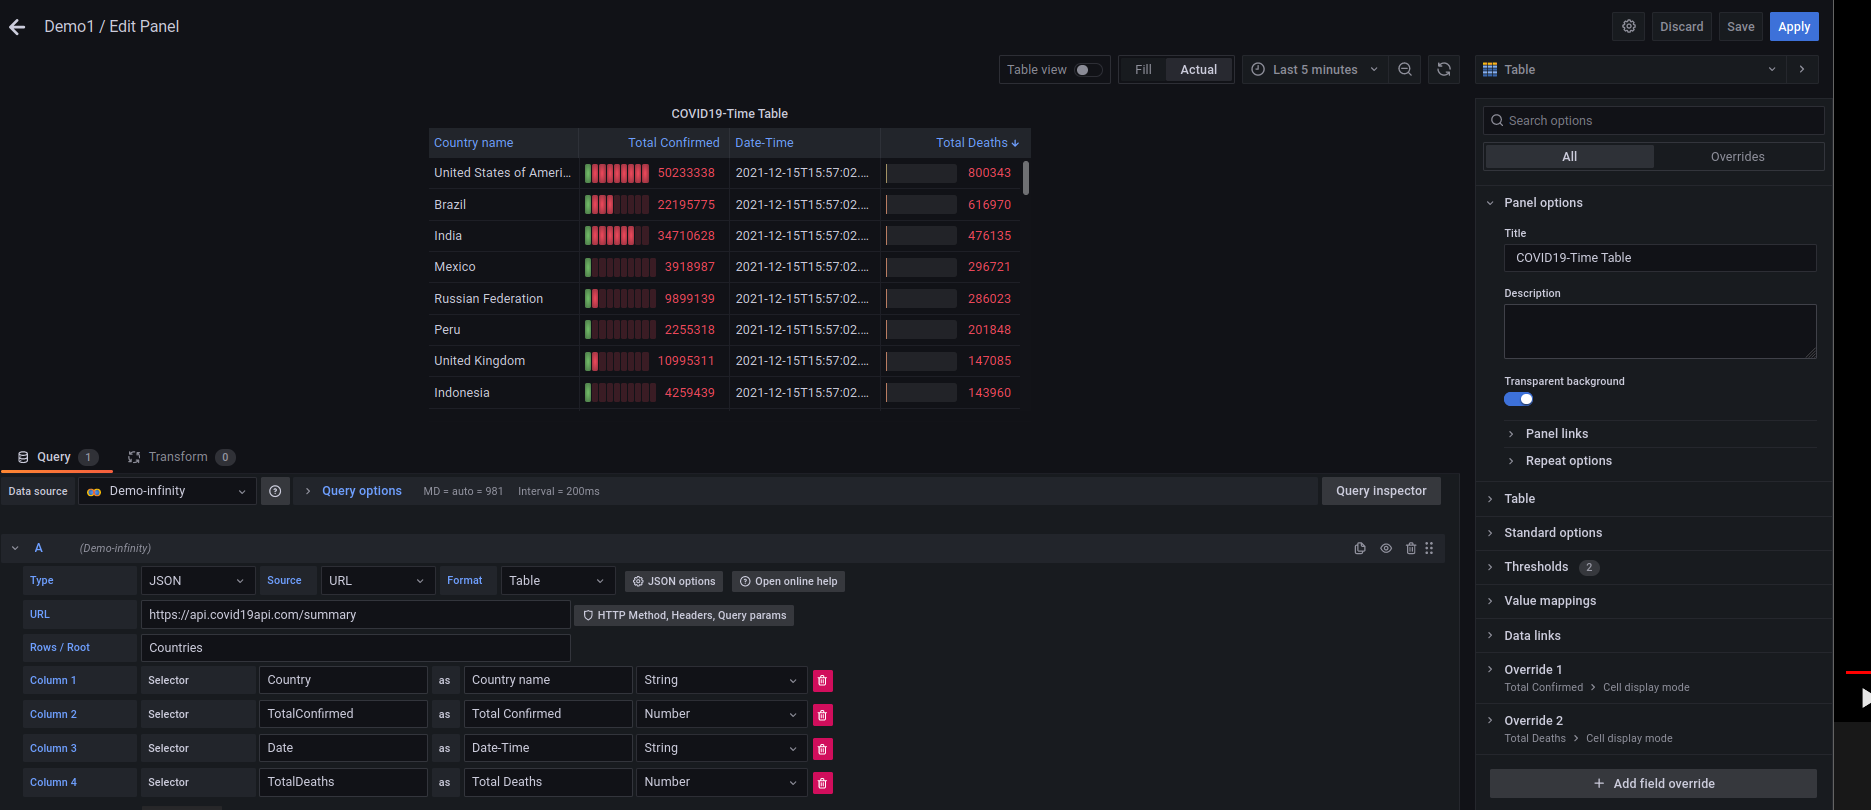 Demo1 / Edit Panel
Discard Save Apply
Table view Fill Actual Last 5 minutes Table
COVID19-Time Table
Country name Total Confirmed Date-Time Total Deaths
United States of Ameri... 50233338 2021-12-15T15:57:02.... 800343
Brazil 22195775 2021-12-15T15:57:02.... 616970
India 34710628 2021-12-15T15:57:02.... 476135
Mexico 3918987 2021-12-15T15:57:02.... 296721
Russian Federation 9899139 2021-12-15T15:57:02.... 286023
Peru 2255318 2021-12-15T15:57:02.... 201848
United Kingdom 10995311 2021-12-15T15:57:02.... 147085
Indonesia 4259439 2021-12-15T15:57:02.... 143960
Query 1 Transform 0
Data source Demo-infinity Query options MD = auto = 981 Interval = 200ms Query inspector
A (Demo-infinity)
Type JSON Source URL Format Table JSON options Open online help
URL https://api.covid19api.com/summary HTTP Method, Headers, Query params
Rows / Root Countries
Column 1 Selector Country as Country name String
Column 2 Selector TotalConfirmed as Total Confirmed Number
Column 3 Selector Date as Date-Time String
Column 4 Selector TotalDeaths as Total Deaths Number
Search options
All Overrides
Panel options
Title
COVID19-Time Table
Description
Transparent background
Panel links
Repeat options
Table
Standard options
Thresholds 2
Value mappings
Data links
Override 1
Total Confirmed > Cell display mode
Override 2
Total Deaths > Cell display mode
+ Add field override